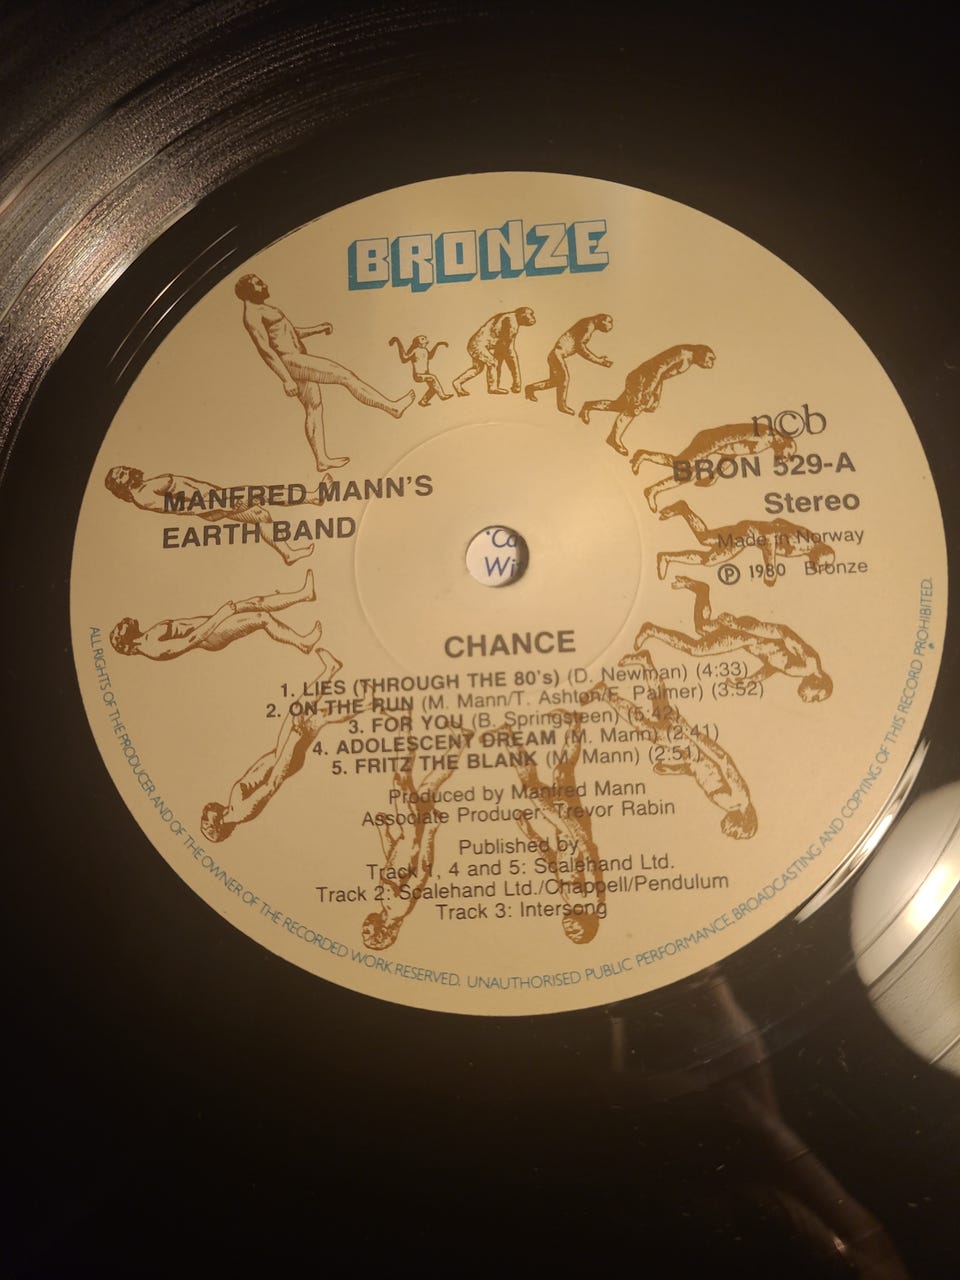 BRONZE
ncb
BRON 529-A
Stereo
Made in Norway
Ⓟ 1980 Bronze
MANFRED MANN'S
EARTH BAND
'Co
Wi
CHANCE
1. LIES (THROUGH THE 80's) (D. Newman) (4:33)
2. ON THE RUN (M. Mann/T. Ashton/E. Palmer) (3.52)
3. FOR YOU (B. Springsteen) (5.42)
4. ADOLESCENT DREAM (M. Mann) (2:41)
5. FRITZ THE BLANK (M. Mann) (2:51)
Produced by Manfred Mann
Associate Producer: Trevor Rabin
Published by
Track 1, 4 and 5: Scalehand Ltd.
Track 2: Scalehand Ltd./Chappell/Pendulum
Track 3: Intersong
ALL RIGHTS OF THE PRODUCER AND OF THE OWNER OF THE RECORDED WORK RESERVED. UNAUTHORISED PUBLIC PERFORMANCE, BROADCASTING AND COPYING OF THIS RECORD PROHIBITED.